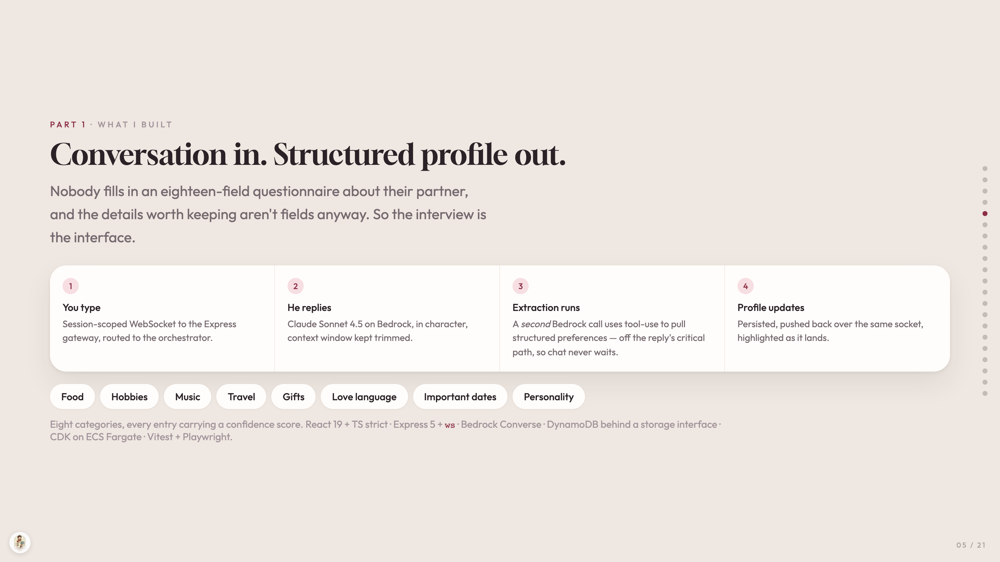 PART 1 · WHAT I BUILT
Conversation in. Structured profile out.
Nobody fills in an eighteen-field questionnaire about their partner,
and the details worth keeping aren't fields anyway. So the interview is
the interface.
1
You type
Session-scoped WebSocket to the Express
gateway, routed to the orchestrator.
2
He replies
Claude Sonnet 4.5 on Bedrock, in character,
context window kept trimmed.
3
Extraction runs
A second Bedrock call uses tool-use to pull
structured preferences — off the reply's critical
path, so chat never waits.
4
Profile updates
Persisted, pushed back over the same socket,
highlighted as it lands.
Food Hobbies Music Travel Gifts Love language Important dates Personality
Eight categories, every entry carrying a confidence score. React 19 + TS strict · Express 5 + ws · Bedrock Converse · DynamoDB behind a storage interface ·
CDK on ECS Fargate · Vitest + Playwright.
05 / 21